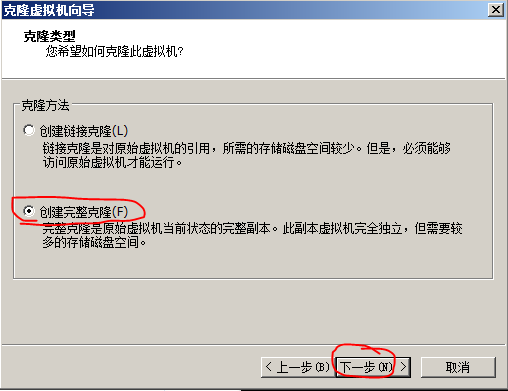 克隆虚拟机向导
克隆类型
您希望如何克隆此虚拟机?
克隆方法
创建链接克隆(L)
链接克隆是对原始虚拟机的引用，所需的存储磁盘空间较少。但是，必须能够
访问原始虚拟机才能运行。
创建完整克隆(F)
完整克隆是原始虚拟机当前状态的完整副本。此副本虚拟机完全独立，但需要较
多的存储磁盘空间。
< 上一步(B) 下一步(N) > 取消